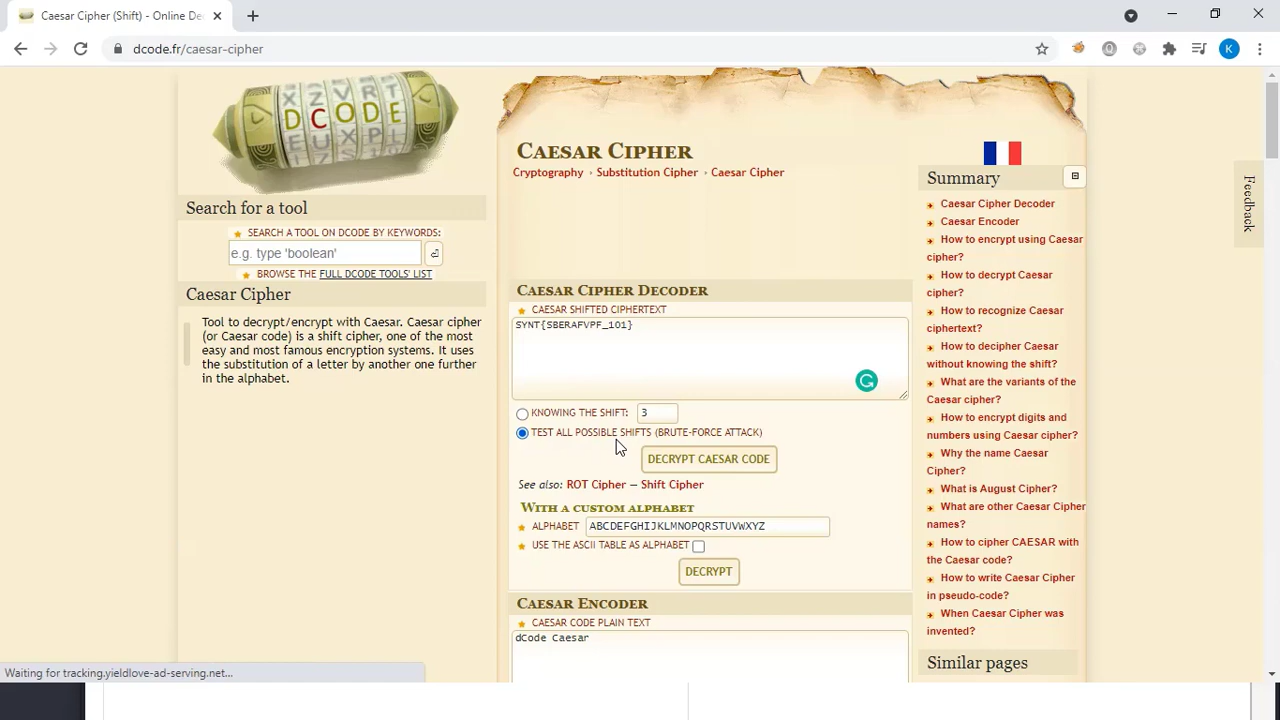 Caesar Cipher (Shift) - Online De
dcode.fr/caesar-cipher
K
X Z V R T
D C O D E
E U X P I
Search for a tool
SEARCH A TOOL ON DCODE BY KEYWORDS:
e.g. type 'boolean'
BROWSE THE FULL DCODE TOOLS' LIST
Caesar Cipher
Tool to decrypt/encrypt with Caesar. Caesar cipher
(or Caesar code) is a shift cipher, one of the most
easy and most famous encryption systems. It uses
the substitution of a letter by another one further
in the alphabet.
CAESAR CIPHER
Cryptography › Substitution Cipher › Caesar Cipher
CAESAR CIPHER DECODER
CAESAR SHIFTED CIPHERTEXT
SYNT{SBERAFVPF_101}
KNOWING THE SHIFT: 3
TEST ALL POSSIBLE SHIFTS (BRUTE-FORCE ATTACK)
DECRYPT CAESAR CODE
See also: ROT Cipher — Shift Cipher
WITH A CUSTOM ALPHABET
ALPHABET ABCDEFGHIJKLMNOPQRSTUVWXYZ
USE THE ASCII TABLE AS ALPHABET
DECRYPT
CAESAR ENCODER
CAESAR CODE PLAIN TEXT
dCode Caesar
Summary
Caesar Cipher Decoder
Caesar Encoder
How to encrypt using Caesar
cipher?
How to decrypt Caesar
cipher?
How to recognize Caesar
ciphertext?
How to decipher Caesar
without knowing the shift?
What are the variants of the
Caesar cipher?
How to encrypt digits and
numbers using Caesar cipher?
Why the name Caesar
Cipher?
What is August Cipher?
What are other Caesar Cipher
names?
How to cipher CAESAR with
the Caesar code?
How to write Caesar Cipher
in pseudo-code?
When Caesar Cipher was
invented?
Similar pages
Feedback
Waiting for tracking.yieldlove-ad-serving.net...